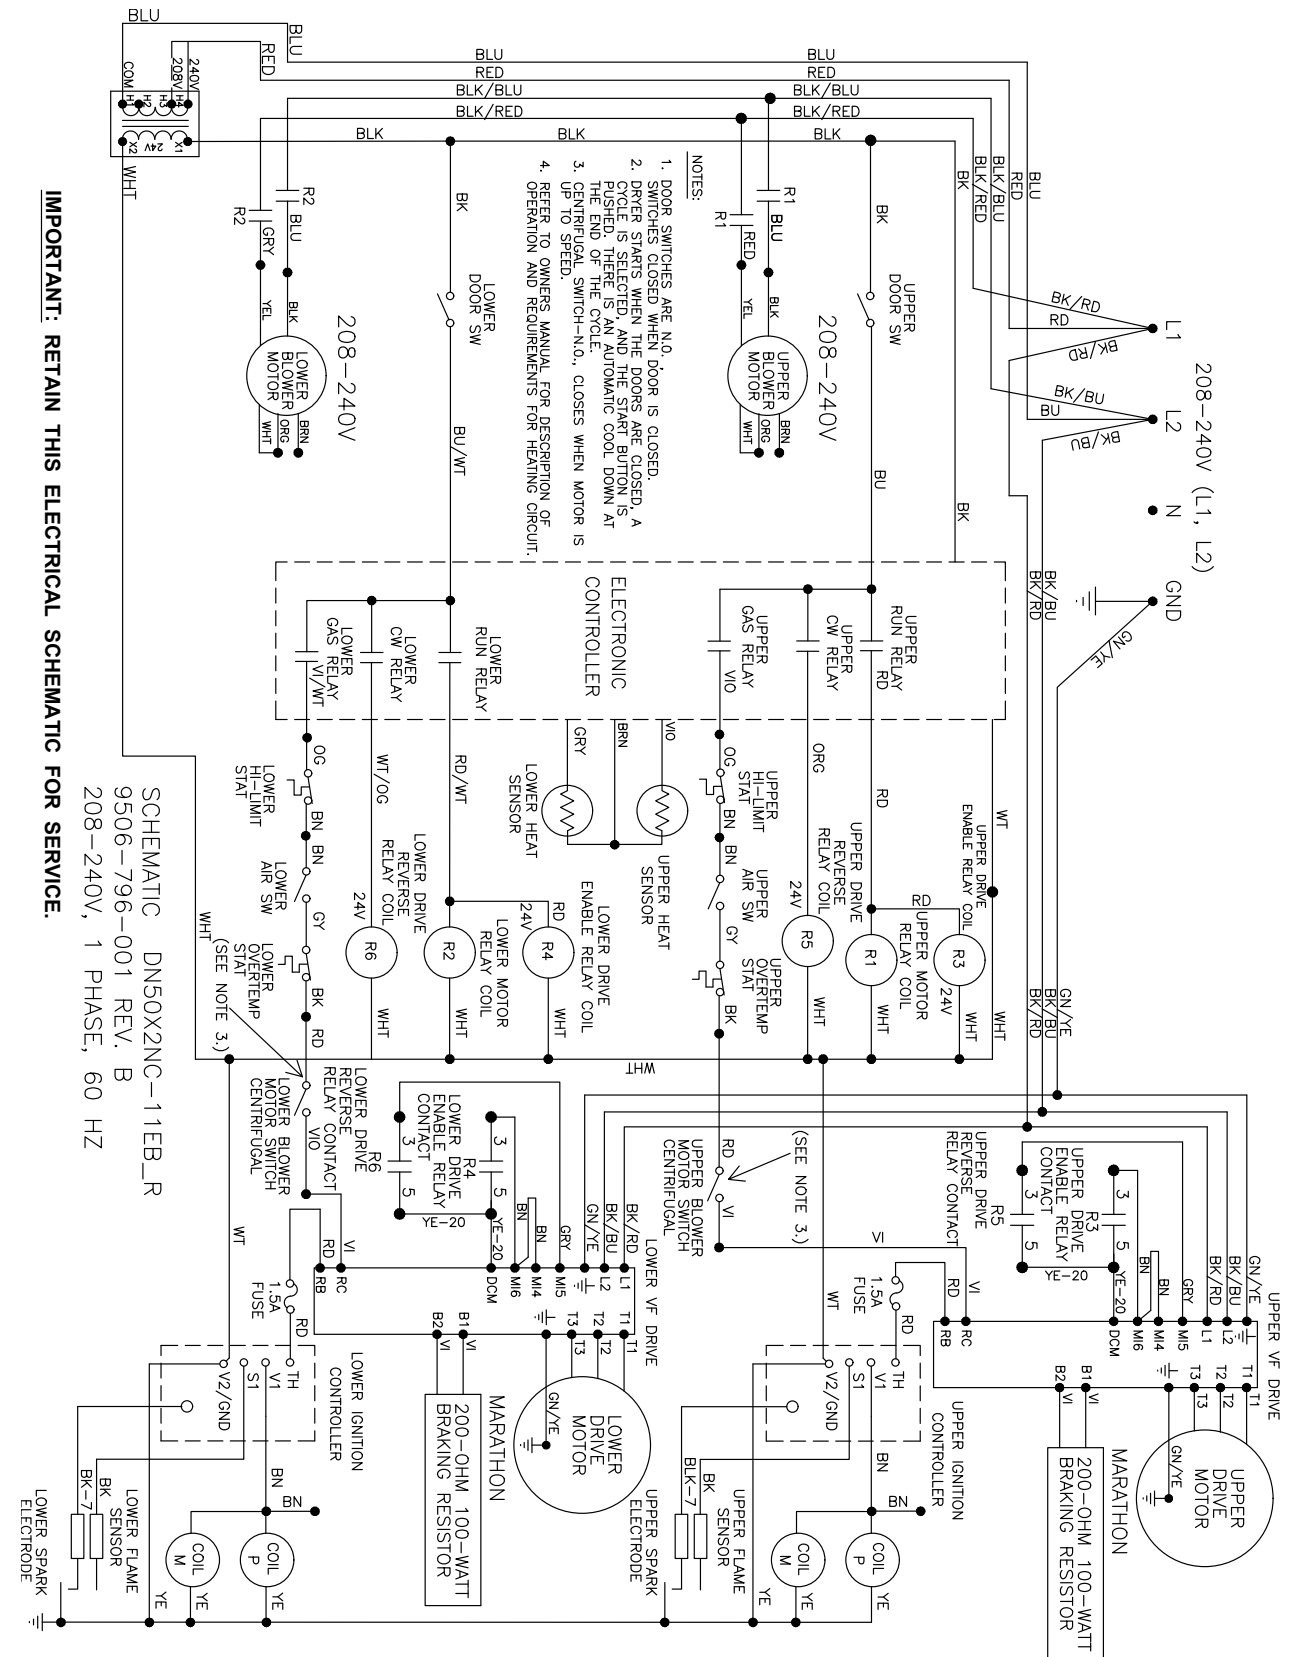 208-240V (L1, L2)
L1
L2
N
GND
BK/RD
RD
BK/RD
BK/BU
BU
BK/BU
GN/YE
BLU
RED
BLK/BLU
BLK/RED
BK
BK
BK/BU
BK/RD
GN/YE
BK/BU
BK/RD
BLU
BLU
RED
BLU
RED
BLK/BLU
BLK/RED
BLK
BLU
RED
BLK/BLU
BLK/RED
BLK
BLK
240V
208V
COM
H4
H3
H2
H1
X1
24V
X2
WHT
NOTES:
1. DOOR SWITCHES ARE N.O., DOOR IS CLOSED.
SWITCHES CLOSED WHEN DOOR IS CLOSED.
2. DRYER STARTS WHEN THE DOORS ARE CLOSED, A
CYCLE IS SELECTED, AND THE START BUTTON IS
PUSHED. THERE IS AN AUTOMATIC COOL DOWN AT
THE END OF THE CYCLE.
3. CENTRIFUGAL SWITCH-N.O., CLOSES WHEN MOTOR IS
UP TO SPEED.
4. REFER TO OWNERS MANUAL FOR DESCRIPTION OF
OPERATION AND REQUIREMENTS FOR HEATING CIRCUIT.
BK
UPPER
DOOR SW
BU
R1
BLU
R1
RED
BLK
YEL
UPPER
BLOWER
MOTOR
208-240V
BRN
ORG
WHT
BK
LOWER
DOOR SW
BU/WT
R2
BLU
R2
GRY
BLK
YEL
LOWER
BLOWER
MOTOR
208-240V
BRN
ORG
WHT
ELECTRONIC
CONTROLLER
UPPER
RUN RELAY
RD
UPPER
CW RELAY
UPPER
GAS RELAY
VIO
LOWER
RUN RELAY
LOWER
CW RELAY
LOWER
GAS RELAY
VI/WT
WT
UPPER DRIVE
ENABLE RELAY COIL
RD
RD
R3
24V
WHT
WHT
R1
UPPER MOTOR
RELAY COIL
WHT
ORG
UPPER DRIVE
REVERSE
RELAY COIL
24V
R5
WHT
OG
UPPER
HI-LIMIT
STAT
BN
BN
UPPER
AIR SW
GY
UPPER
OVERTEMP
STAT
BK
VIO
BRN
GRY
UPPER HEAT
SENSOR
LOWER HEAT
SENSOR
RD/WT
LOWER DRIVE
ENABLE RELAY COIL
RD
24V
R4
WHT
R2
LOWER MOTOR
RELAY COIL
WHT
WT/OG
LOWER DRIVE
REVERSE
RELAY COIL
24V
R6
WHT
OG
LOWER
HI-LIMIT
STAT
BN
BN
LOWER
AIR SW
GY
LOWER
OVERTEMP
STAT
BK
RD
WHT
(SEE NOTE 3.)
WHT
RD
UPPER BLOWER
MOTOR SWITCH
CENTRIFUGAL
VI
(SEE NOTE 3.)
VI
UPPER DRIVE
REVERSE
RELAY CONTACT
R5
3
5
UPPER DRIVE
ENABLE RELAY
CONTACT
R3
3
5
YE-20
YE-20
BN
BN
GRY
BK/RD
BK/BU
GN/YE
UPPER VF DRIVE
L2
L1
MI5
MI4
MI6
DCM
RC
RB
T1
T2
T3
B1
B2
T1
T2
T3
VI
VI
GN/YE
UPPER
DRIVE
MOTOR
MARATHON
200-OHM 100-WATT
BRAKING RESISTOR
VI
RD
1.5A
FUSE
RD
WT
TH
V1
S1
V2/GND
UPPER IGNITION
CONTROLLER
BN
BN
COIL
P
COIL
M
YE
YE
YE
BK
BLK-7
UPPER FLAME
SENSOR
UPPER SPARK
ELECTRODE
LOWER BLOWER
MOTOR SWITCH
CENTRIFUGAL
VIO
LOWER DRIVE
REVERSE
RELAY CONTACT
R6
3
5
LOWER DRIVE
ENABLE RELAY
CONTACT
R4
3
5
YE-20
YE-20
BN
BN
GRY
GN/YE
BK/BU
BK/RD
LOWER VF DRIVE
L1
L2
MI5
MI4
MI6
DCM
RC
RB
T1
T2
T3
B1
B2
T1
T2
T3
VI
VI
GN/YE
LOWER
DRIVE
MOTOR
MARATHON
200-OHM 100-WATT
BRAKING RESISTOR
VI
RD
1.5A
FUSE
RD
WT
TH
V1
S1
V2/GND
LOWER IGNITION
CONTROLLER
BN
BN
COIL
P
COIL
M
YE
YE
YE
BK
BK-7
LOWER FLAME
SENSOR
LOWER SPARK
ELECTRODE
SCHEMATIC DN50X2NC-11EB_R
9506-796-001 REV. B
208-240V, 1 PHASE, 60 HZ
IMPORTANT: RETAIN THIS ELECTRICAL SCHEMATIC FOR SERVICE.